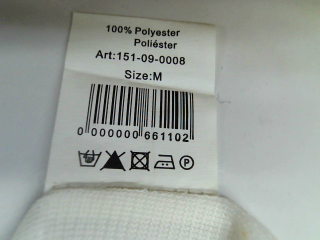 100% Polyester
Poliéster
Art:151-09-0008
Size:M
0 000000 661102
P